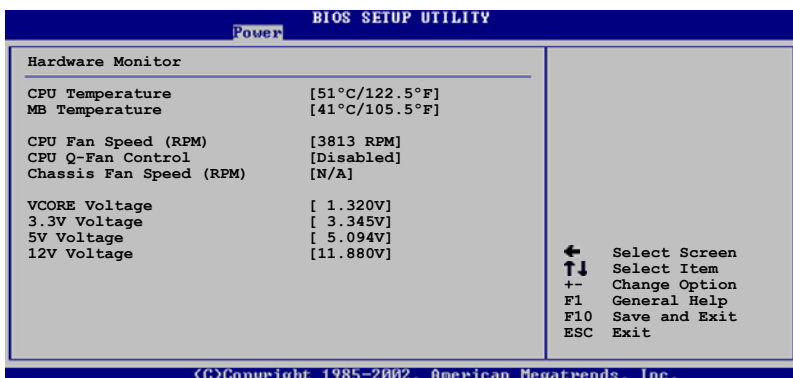 BIOS SETUP UTILITY
Power
Hardware Monitor
CPU Temperature [51°C/122.5°F]
MB Temperature [41°C/105.5°F]
CPU Fan Speed (RPM) [3813 RPM]
CPU Q-Fan Control [Disabled]
Chassis Fan Speed (RPM) [N/A]
VCORE Voltage [ 1.320V]
3.3V Voltage [ 3.345V]
5V Voltage [ 5.094V]
12V Voltage [11.880V]
← Select Screen
↑↓ Select Item
+- Change Option
F1 General Help
F10 Save and Exit
ESC Exit
(C)Copyright 1985-2002, American Megatrends, Inc.